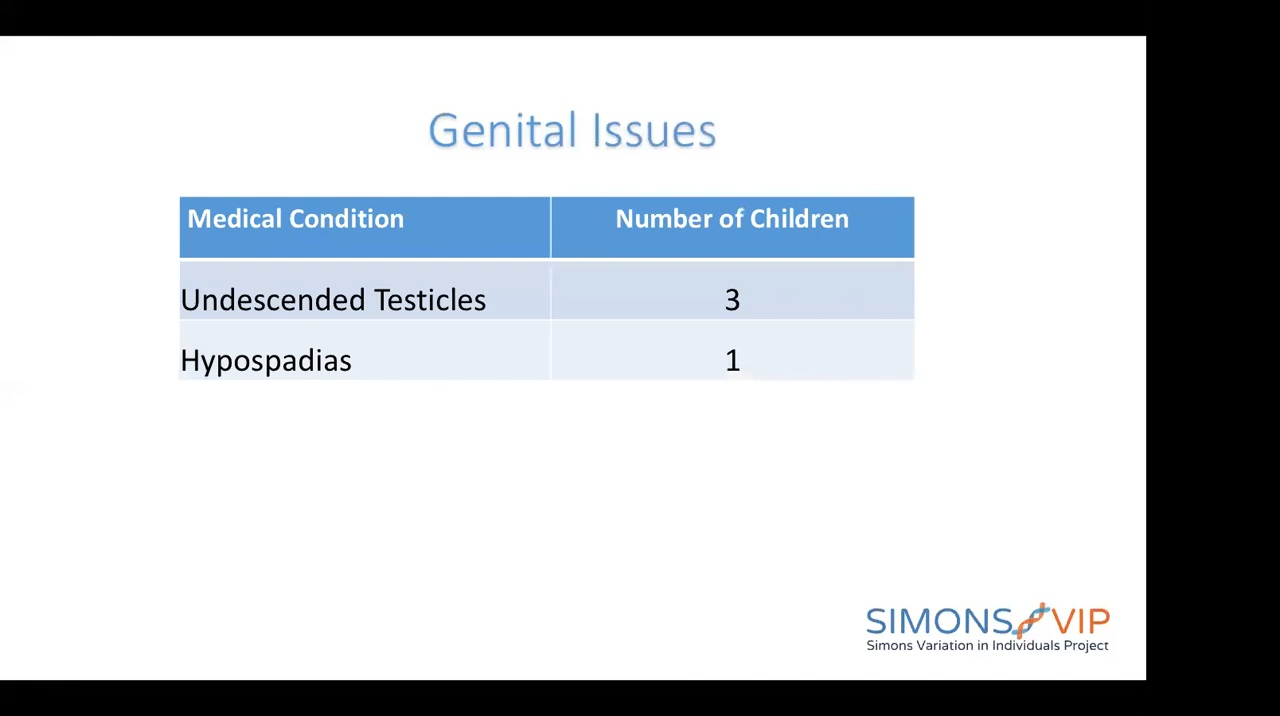 Genital Issues
Medical Condition Number of Children
Undescended Testicles 3
Hypospadias 1
SIMONS VIP
Simons Variation in Individuals Project